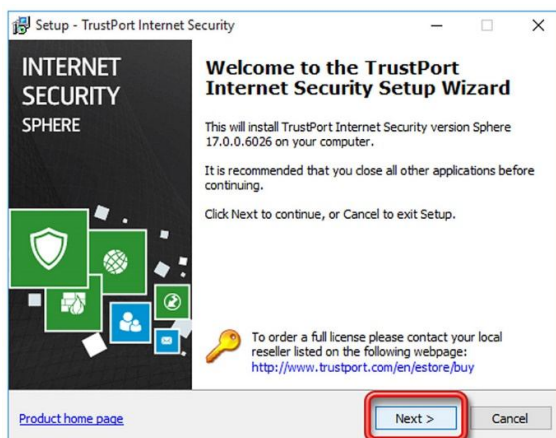 Setup - TrustPort Internet Security
INTERNET
SECURITY
SPHERE
Welcome to the TrustPort
Internet Security Setup Wizard
This will install TrustPort Internet Security version Sphere
17.0.0.6026 on your computer.
It is recommended that you close all other applications before
continuing.
Click Next to continue, or Cancel to exit Setup.
To order a full license please contact your local
reseller listed on the following webpage:
http://www.trustport.com/en/estore/buy
Product home page
Next >
Cancel